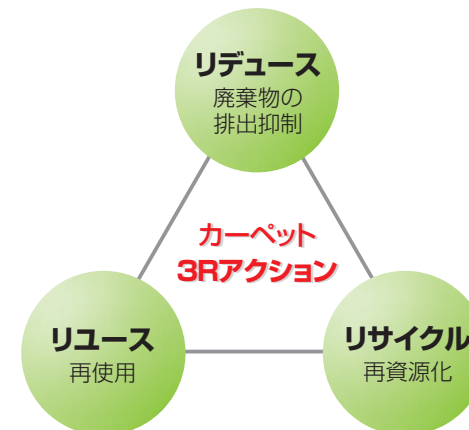 リデュース
廃棄物の
排出抑制
カーペット
3Rアクション
リユース
再使用
リサイクル
再資源化